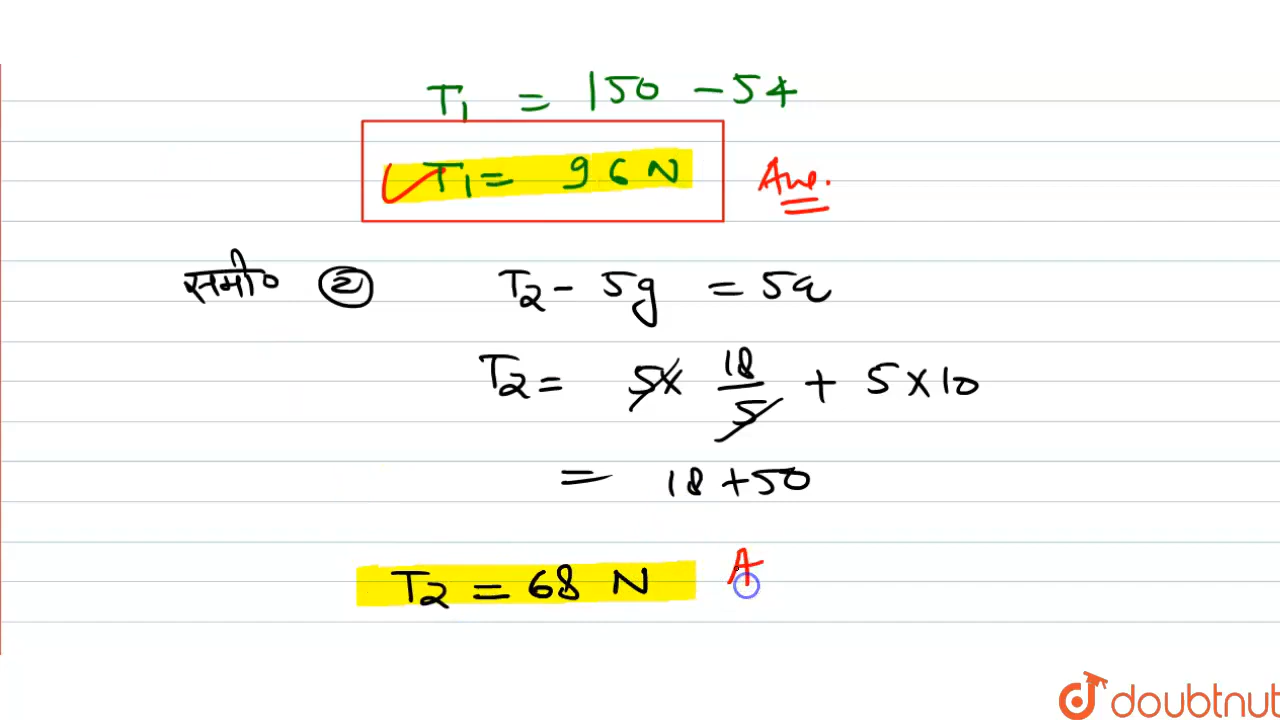 T₁ = 150 - 54
T₁ = 96 N Ans.
समी० ② T₂ - 5g = 5a
T₂ = 5 × 18/5 + 5 × 10
= 18 + 50
T₂ = 68 N A
doubtnut